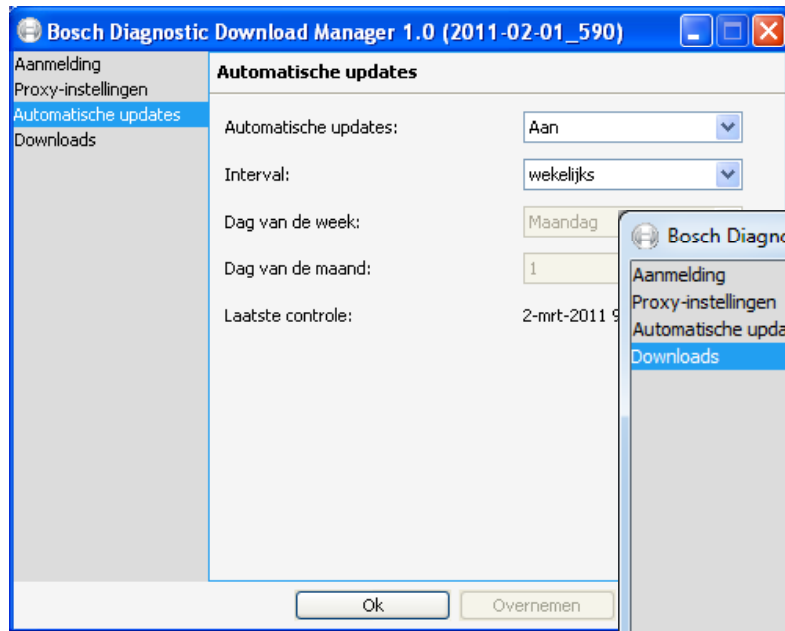 Bosch Diagnostic Download Manager 1.0 (2011-02-01_590)
Aanmelding
Proxy-instellingen
Automatische updates
Downloads
Automatische updates
Automatische updates: Aan
Interval: wekelijks
Dag van de week: Maandag
Dag van de maand: 1
Laatste controle: 2-mrt-2011 9
Ok Overnemen
Bosch Diagno
Aanmelding
Proxy-instellingen
Automatische upda
Downloads